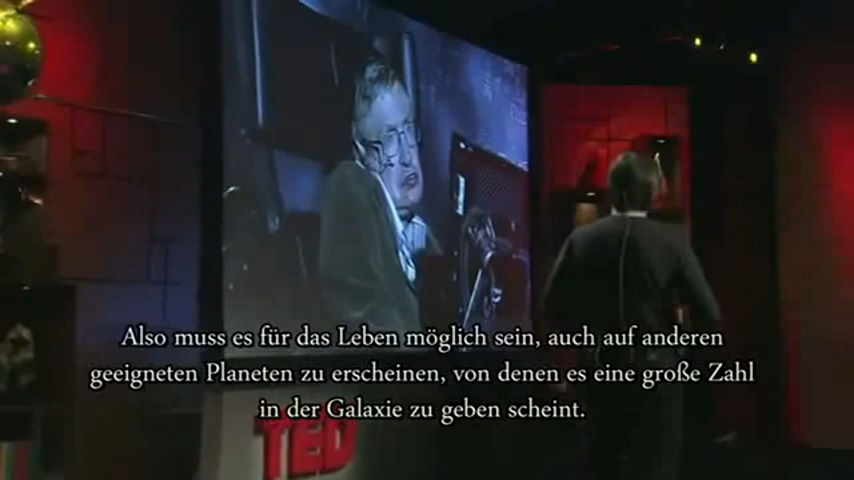 Also muss es für das Leben möglich sein, auch auf anderen
geeigneten Planeten zu erscheinen, von denen es eine große Zahl
in der Galaxie zu geben scheint.
TED